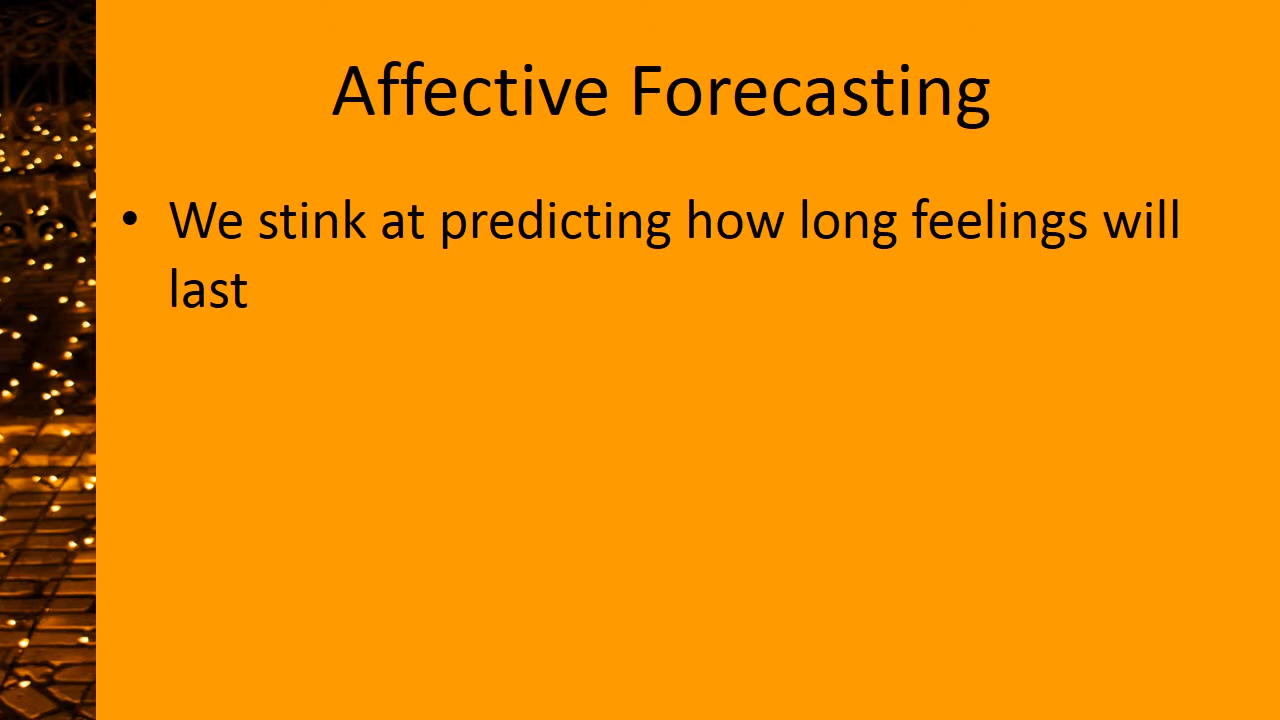 Affective Forecasting
• We stink at predicting how long feelings will
last